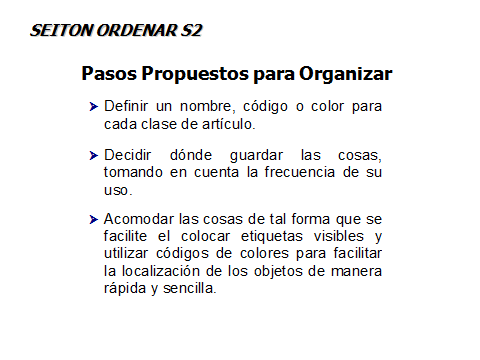 SEITON ORDENAR S2
Pasos Propuestos para Organizar
Definir un nombre, código o color para
cada clase de artículo.
Decidir dónde guardar las cosas,
tomando en cuenta la frecuencia de su
uso.
Acomodar las cosas de tal forma que se
facilite el colocar etiquetas visibles y
utilizar códigos de colores para facilitar
la localización de los objetos de manera
rápida y sencilla.